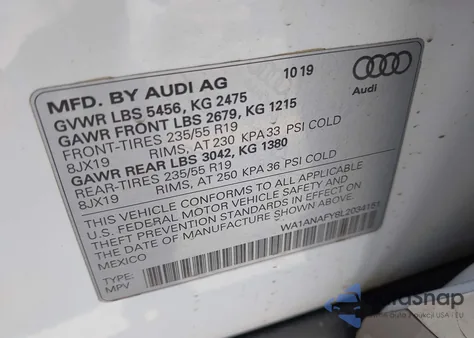 MFD. BY AUDI AG 10 19
GVWR LBS 5456, KG 2475
GAWR FRONT LBS 2679, KG 1215
FRONT-TIRES 235/55 R19
8JX19 RIMS, AT 230 KPA 33 PSI COLD
GAWR REAR LBS 3042, KG 1380
REAR-TIRES 235/55 R19
8JX19 RIMS, AT 250 KPA 36 PSI COLD
THIS VEHICLE CONFORMS TO ALL APPLICABLE
U.S. FEDERAL MOTOR VEHICLE SAFETY AND
THEFT PREVENTION STANDARDS IN EFFECT ON
THE DATE OF MANUFACTURE SHOWN ABOVE.
MEXICO
TYPE:
MPV
WA1ANAFY8L2034151
Audi